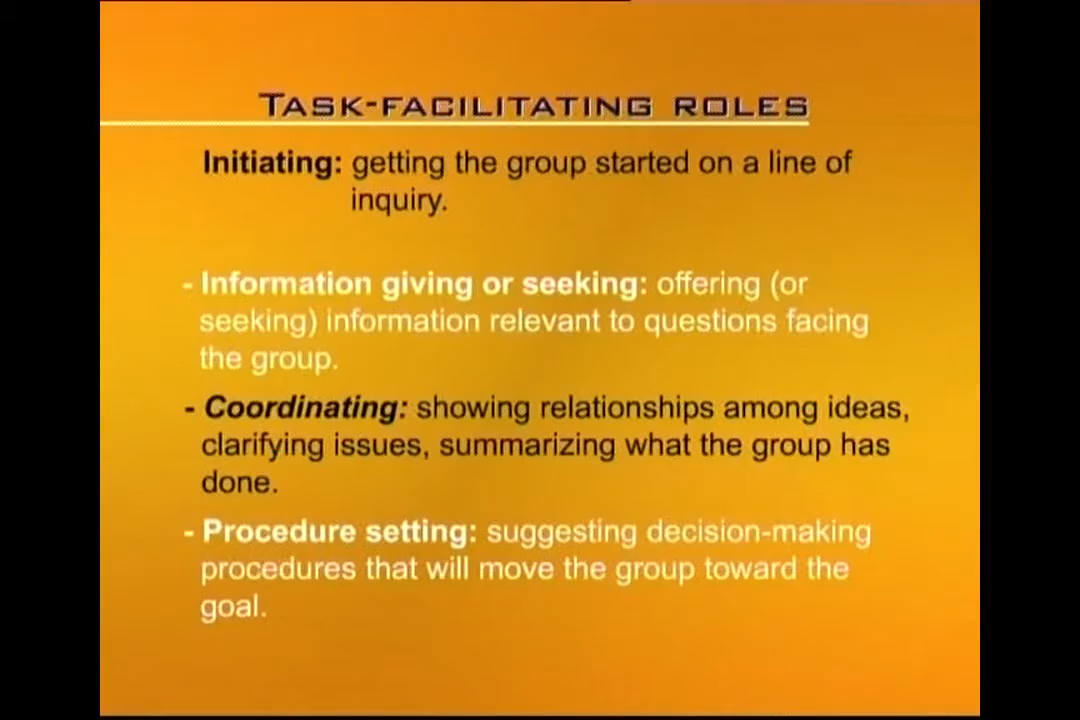 TASK-FACILITATING ROLES
Initiating: getting the group started on a line of
inquiry.
- Information giving or seeking: offering (or
seeking) information relevant to questions facing
the group.
- Coordinating: showing relationships among ideas,
clarifying issues, summarizing what the group has
done.
- Procedure setting: suggesting decision-making
procedures that will move the group toward the
goal.